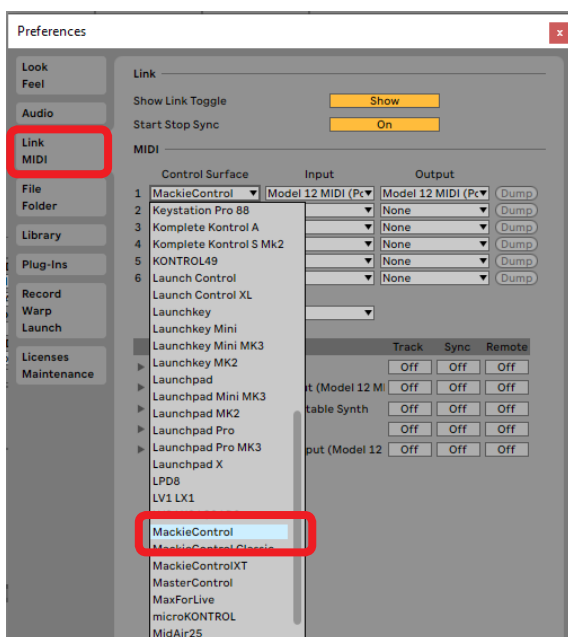 Preferences
x
Look
Feel
Audio
Link
MIDI
File
Folder
Library
Plug-Ins
Record
Warp
Launch
Licenses
Maintenance
Link
Show Link Toggle Show
Start Stop Sync On
MIDI
Control Surface Input Output
1 MackieControl Model 12 MIDI (Po Model 12 MIDI (Po Dump
2 None Dump
3 None Dump
4 None Dump
5 None Dump
6 None Dump
Keystation Pro 88
Komplete Kontrol A
Komplete Kontrol S Mk2
KONTROL49
Launch Control
Launch Control XL
Launchkey
Launchkey Mini
Launchkey Mini MK3
Launchkey MK2
Launchpad
Launchpad Mini MK3
Launchpad MK2
Launchpad Pro
Launchpad Pro MK3
Launchpad X
LPD8
LV1 LX1
MackieControl
MackieControl Classic
MackieControlXT
MasterControl
MaxForLive
microKONTROL
MidAir25
Track Sync Remote
Off Off Off
t (Model 12 MI Off Off Off
table Synth Off Off Off
Off Off Off
put (Model 12 Off Off Off